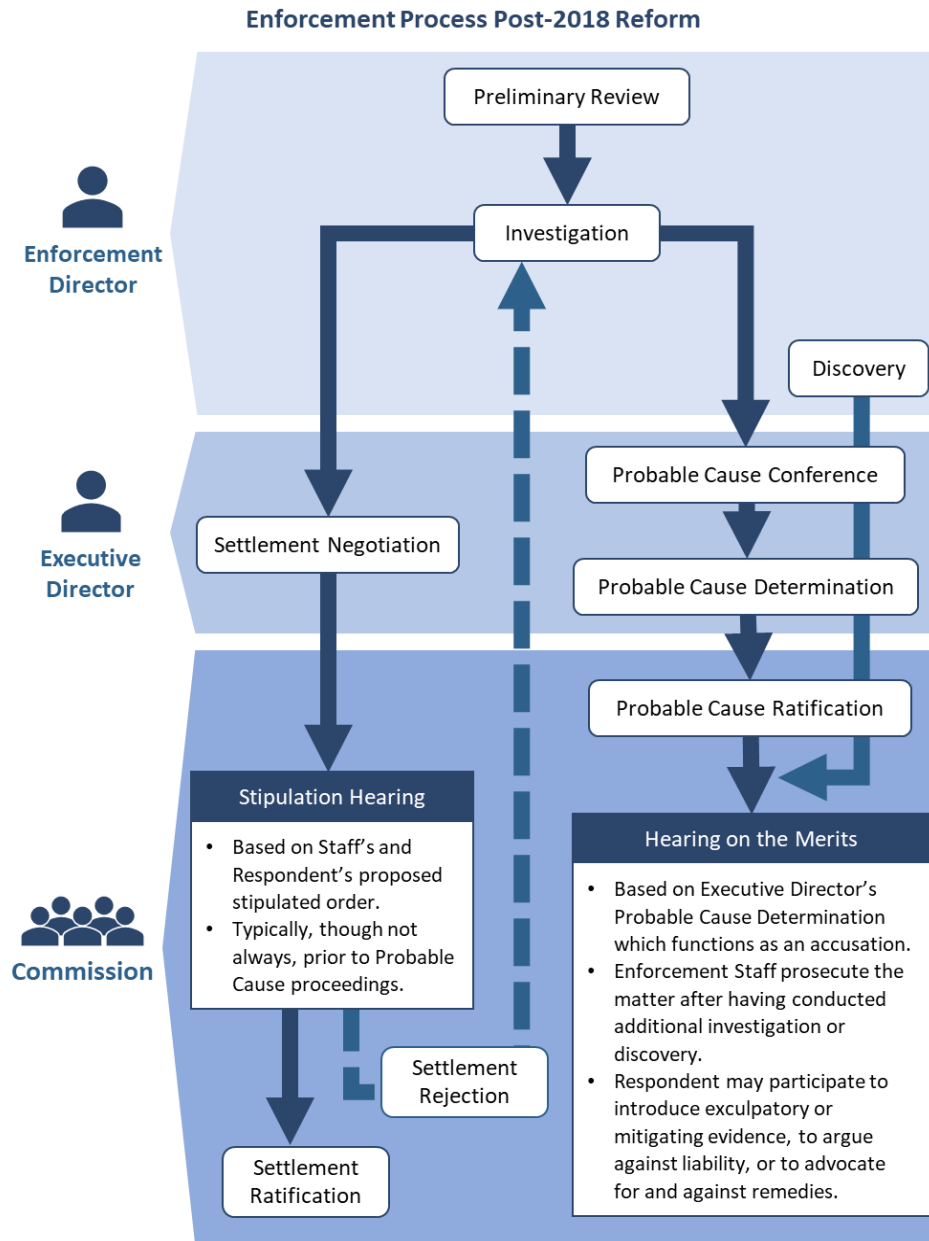 Enforcement Process Post-2018 Reform
Preliminary Review
Investigation
Enforcement
Director
Discovery
Probable Cause Conference
Executive
Director
Settlement Negotiation
Probable Cause Determination
Probable Cause Ratification
Stipulation Hearing
• Based on Staff’s and
Respondent’s proposed
stipulated order.
• Typically, though not
always, prior to Probable
Cause proceedings.
Hearing on the Merits
• Based on Executive Director’s
Probable Cause Determination
which functions as an accusation.
• Enforcement Staff prosecute the
matter after having conducted
additional investigation or
discovery.
• Respondent may participate to
introduce exculpatory or
mitigating evidence, to argue
against liability, or to advocate
for and against remedies.
Commission
Settlement
Rejection
Settlement
Ratification